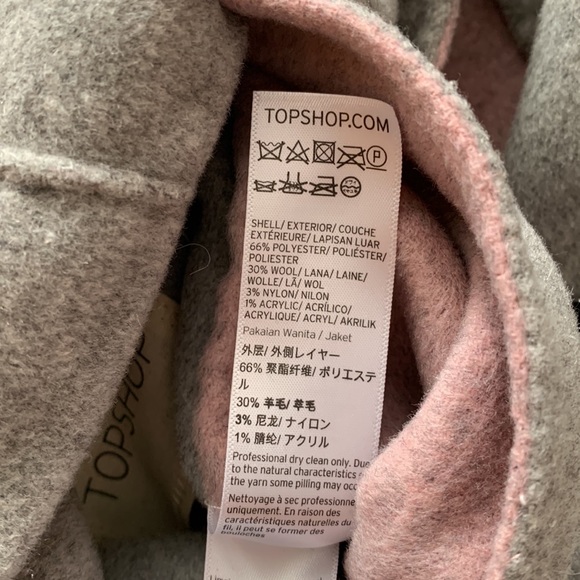 TOPSHOP.COM
P
SHELL/ EXTERIOR/ COUCHE
EXTÉRIEURE/ LAPISAN LUAR
66% POLYESTER/ POLIÉSTER/
POLIESTER
30% WOOL/ LANA/ LAINE/
WOLLE/ LÃ/ WOL
3% NYLON/ NILON
1% ACRYLIC/ ACRÍLICO/
ACRYLIQUE/ ACRYL/ AKRILIK
Pakaian Wanita / Jaket
外层/ 外側レイヤー
66% 聚酯纤维/ ポリエステ
ル
30% 羊毛/ 羊毛
3% 尼龙/ ナイロン
1% 腈纶/ アクリル
Professional dry clean only. Due
to the natural characteristics
the yarn some pilling may occ
Nettoyage à sec professionne
uniquement. En raison des
caractéristiques naturelles du
fil, il peut se former des
bouloches
TOPSHOP